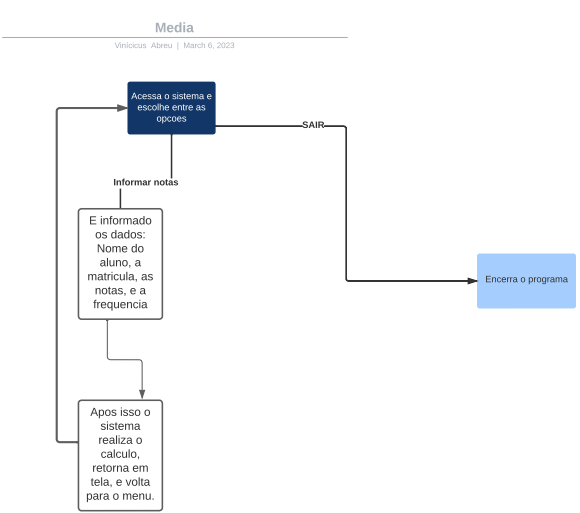 Media
Vinícicus Abreu | March 6, 2023
Acessa o sistema e
escolhe entre as
opcoes
SAIR
Informar notas
E informado
os dados:
Nome do
aluno, a
matricula, as
notas, e a
frequencia
Encerra o programa
Apos isso o
sistema
realiza o
calculo,
retorna em
tela, e volta
para o menu.